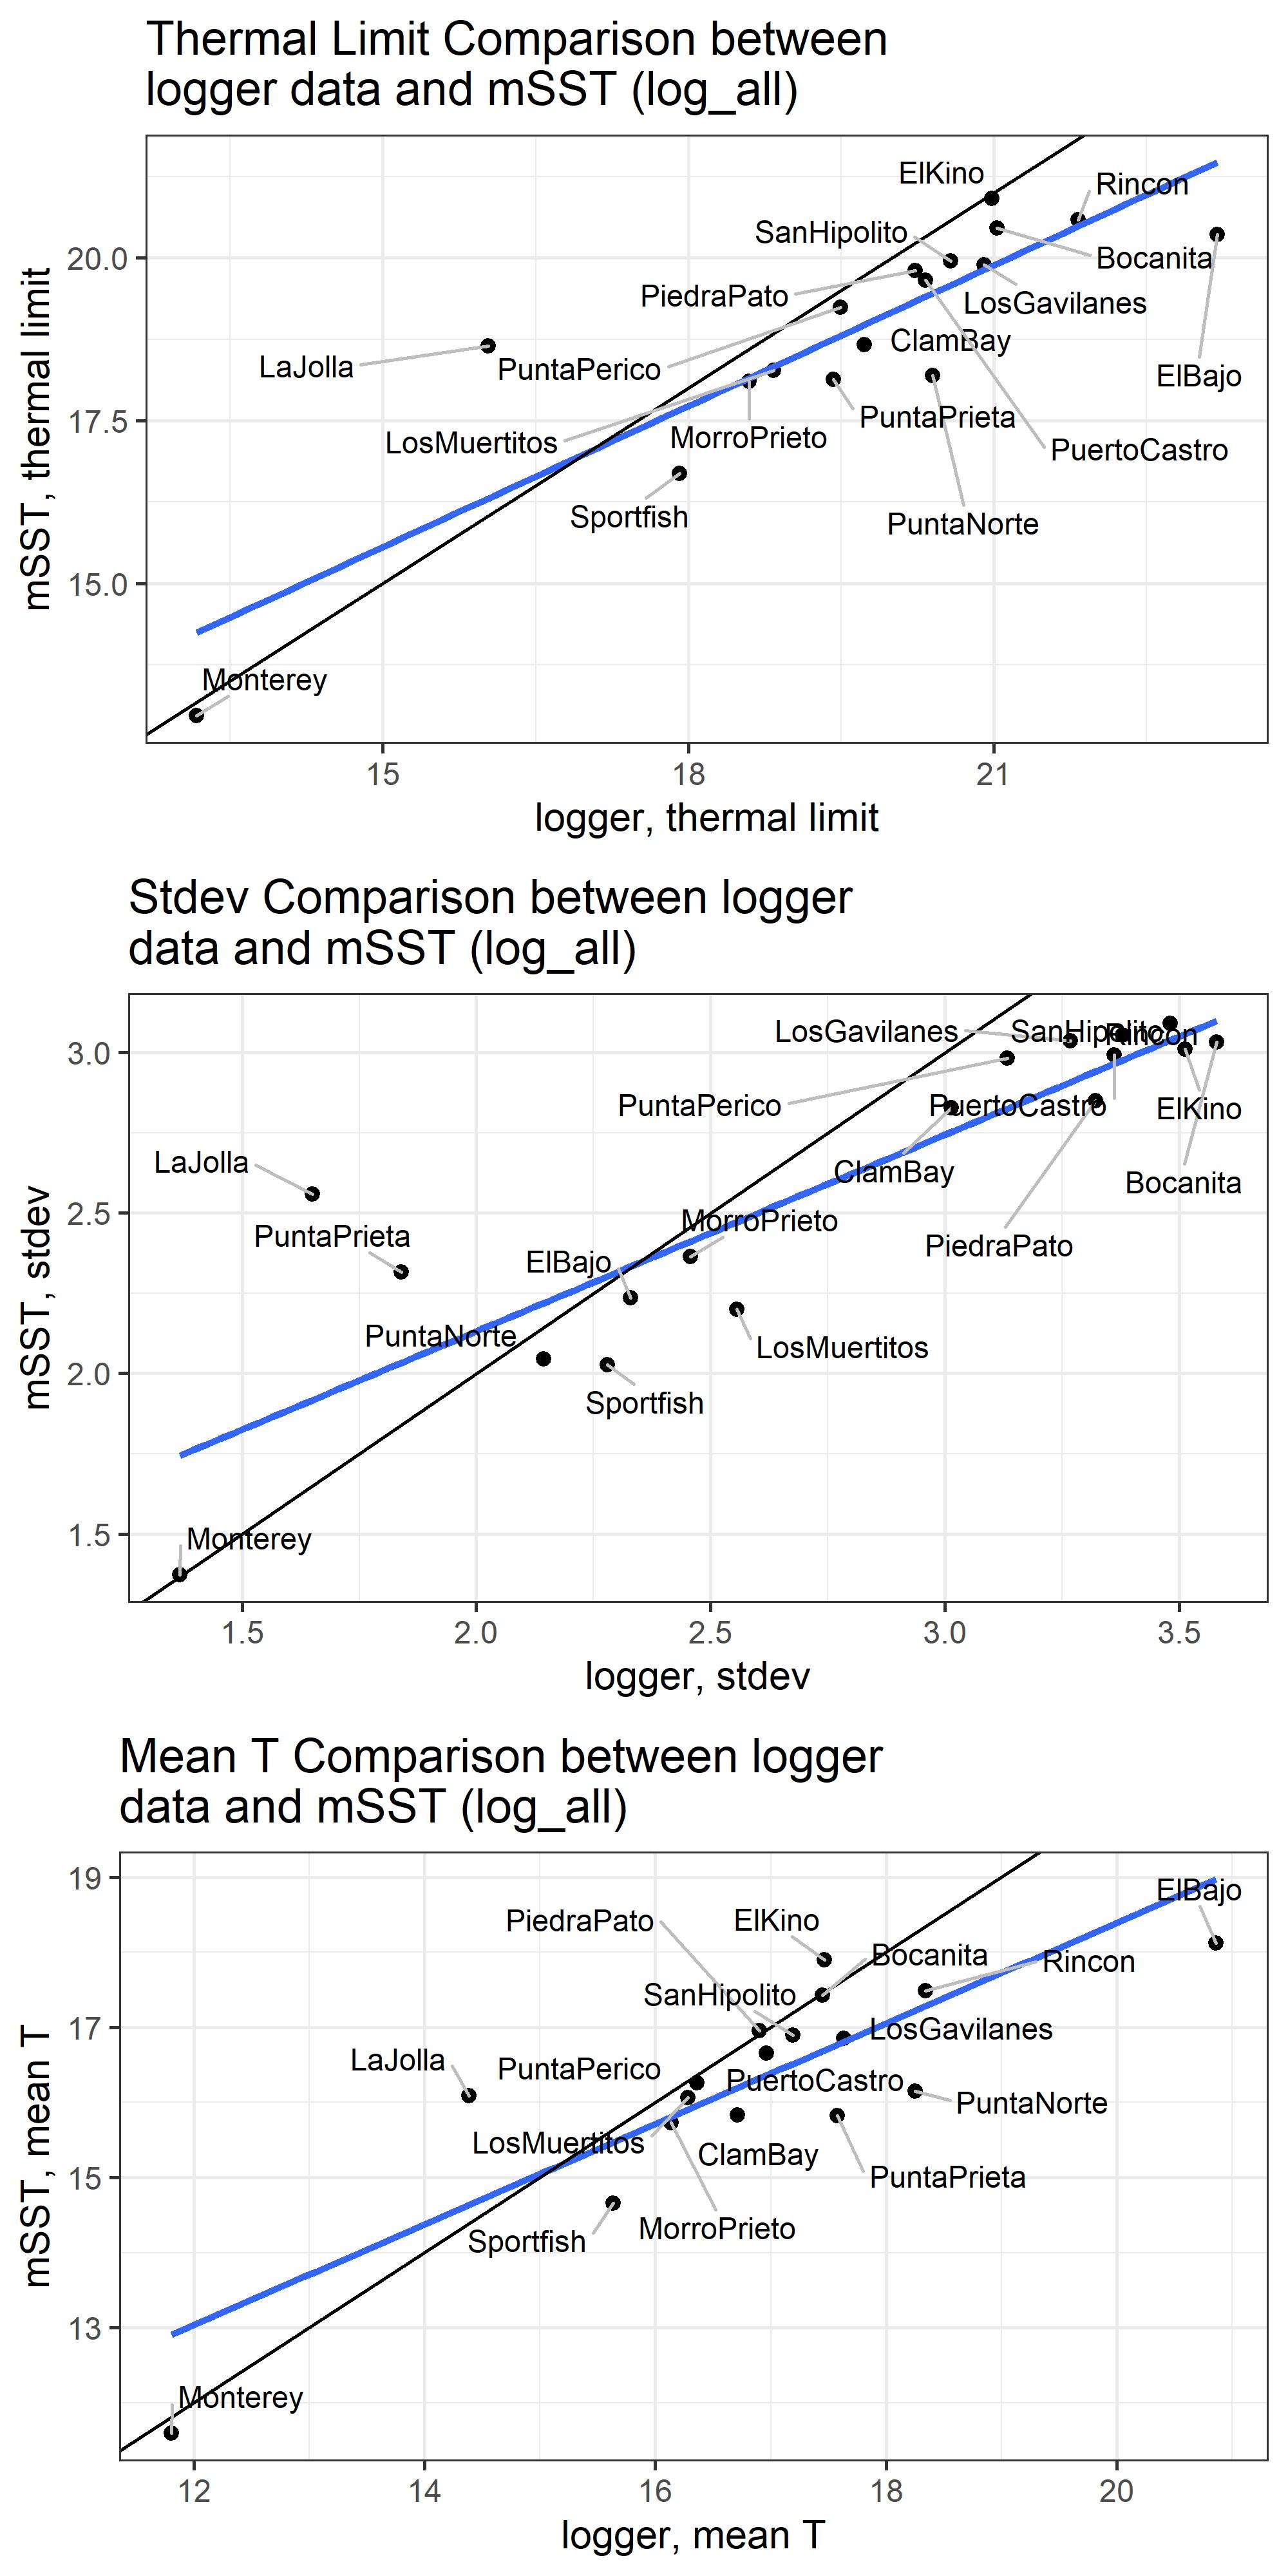 Thermal Limit Comparison between
logger data and mSST (log_all)
mSST, thermal limit
20.0
17.5
15.0
ElKino
Rincon
SanHipolito
Bocanita
PiedraPato
LosGavilanes
ClamBay
LaJolla
PuntaPerico
ElBajo
PuntaPrieta
LosMuertitos
MorroPrieto
PuertoCastro
Sportfish
PuntaNorte
Monterey
15
18
21
logger, thermal limit
Stdev Comparison between logger
data and mSST (log_all)
mSST, stdev
3.0
2.5
2.0
1.5
LosGavilanes
SanHipolito
Rincon
PuntaPerico
PuertoCastro
ElKino
LaJolla
ClamBay
Bocanita
MorroPrieto
PuntaPrieta
PiedraPato
ElBajo
PuntaNorte
LosMuertitos
Sportfish
Monterey
1.5
2.0
2.5
3.0
3.5
logger, stdev
Mean T Comparison between logger
data and mSST (log_all)
mSST, mean T
19
17
15
13
ElBajo
PiedraPato
ElKino
Bocanita
Rincon
SanHipolito
LosGavilanes
LaJolla
PuntaPerico
PuertoCastro
PuntaNorte
LosMuertitos
ClamBay
PuntaPrieta
MorroPrieto
Sportfish
Monterey
12
14
16
18
20
logger, mean T